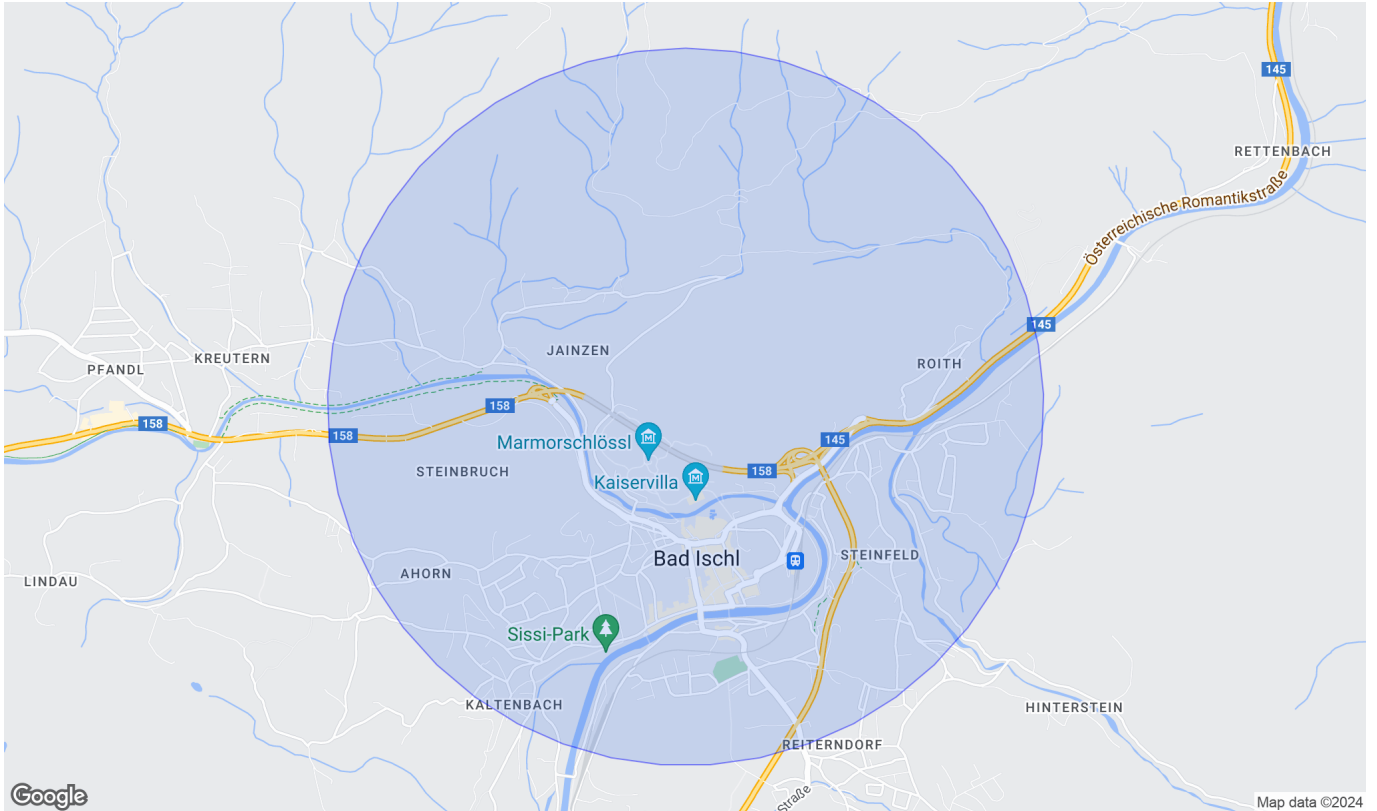 145
RETTENBACH
Österreichische Romantikstraße
145
JAINZEN
KREUTERN
PFANDL
ROITH
158
158
158
145
Marmorschlössl
STEINBRUCH
158
Kaiservilla
Bad Ischl
STEINFELD
AHORN
LINDAU
Sissi-Park
KALTENBACH
HINTERSTEIN
REITERNDORF
Straße
Google
Map data ©2024